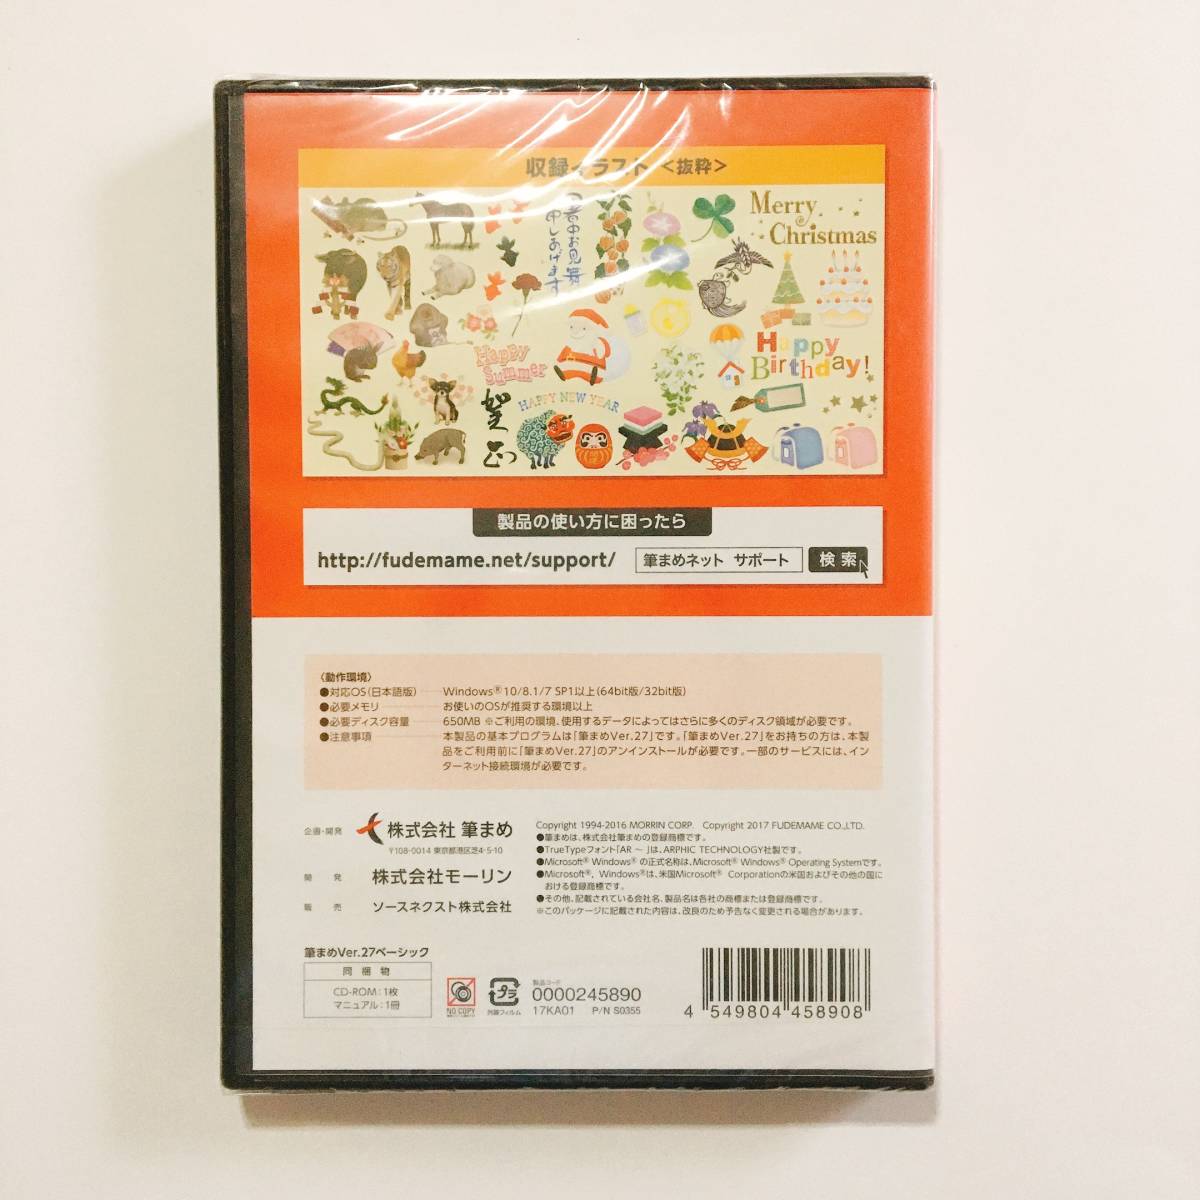 収録イラスト <抜粋>
暑中お見舞
申しあげます
Merry
Christmas
Happy
Summer
Happy
Birthday!
HAPPY NEW YEAR
賀正
製品の使い方に困ったら
http://fudemame.net/support/ 筆まめネット サポート 検索
〈動作環境〉
●対応OS(日本語版) Windows® 10/8.1/7 SP1以上(64bit版/32bit版)
●必要メモリ お使いのOSが推奨する環境以上
●必要ディスク容量 650MB ※ご利用の環境、使用するデータによってはさらに多くのディスク領域が必要です。
●注意事項 本製品の基本プログラムは「筆まめVer.27」です。「筆まめVer.27」をお持ちの方は、本製
品をご利用前に「筆まめVer.27」のアンインストールが必要です。一部のサービスには、イン
ターネット接続環境が必要です。
企画・開発 株式会社 筆まめ
〒108-0014 東京都港区芝4-5-10
開発 株式会社モーリン
販売 ソースネクスト株式会社
Copyright 1994-2016 MORRIN CORP. Copyright 2017 FUDEMAME CO.,LTD.
●筆まめは、株式会社筆まめの登録商標です。
●TrueTypeフォント「AR ～」は、ARPHIC TECHNOLOGY社製です。
●Microsoft® Windows® の正式名称は、Microsoft® Windows® Operating Systemです。
●Microsoft®, Windows®は、米国Microsoft® Corporationの米国およびその他の国に
おける登録商標です。
●その他、記載されている会社名、製品名は各社の商標または登録商標です。
※このパッケージに記載された内容は、改良のため予告なく変更される場合があります。
筆まめVer.27ベーシック
同梱物
CD-ROM：1枚
マニュアル：1冊
NO COPY
プラ
外装フィルム
製品コード
0000245890
17KA01 P/N S0355
4 549804 458908